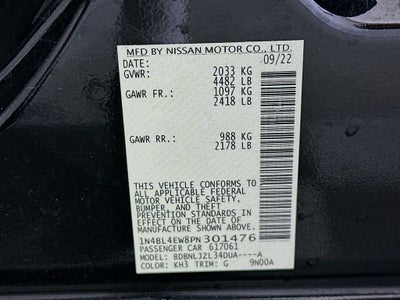 MFD BY NISSAN MOTOR CO., LTD.
DATE: 09/22
GVWR: 2033 KG
4482 LB
GAWR FR.: 1097 KG
2418 LB
GAWR RR.: 988 KG
2178 LB
THIS VEHICLE CONFORMS TO
ALL APPLICABLE FEDERAL
MOTOR VEHICLE SAFETY,
BUMPER, AND THEFT
PREVENTION STANDARDS IN
EFFECT ON THE DATE OF
MANUFACTURE SHOWN ABOVE.
1N4BL4EW8PN301476
PASSENGER CAR 617061
MODEL: BDBNLJ2L34DUA----A
COLOR: KH3 TRIM: G 9N00A